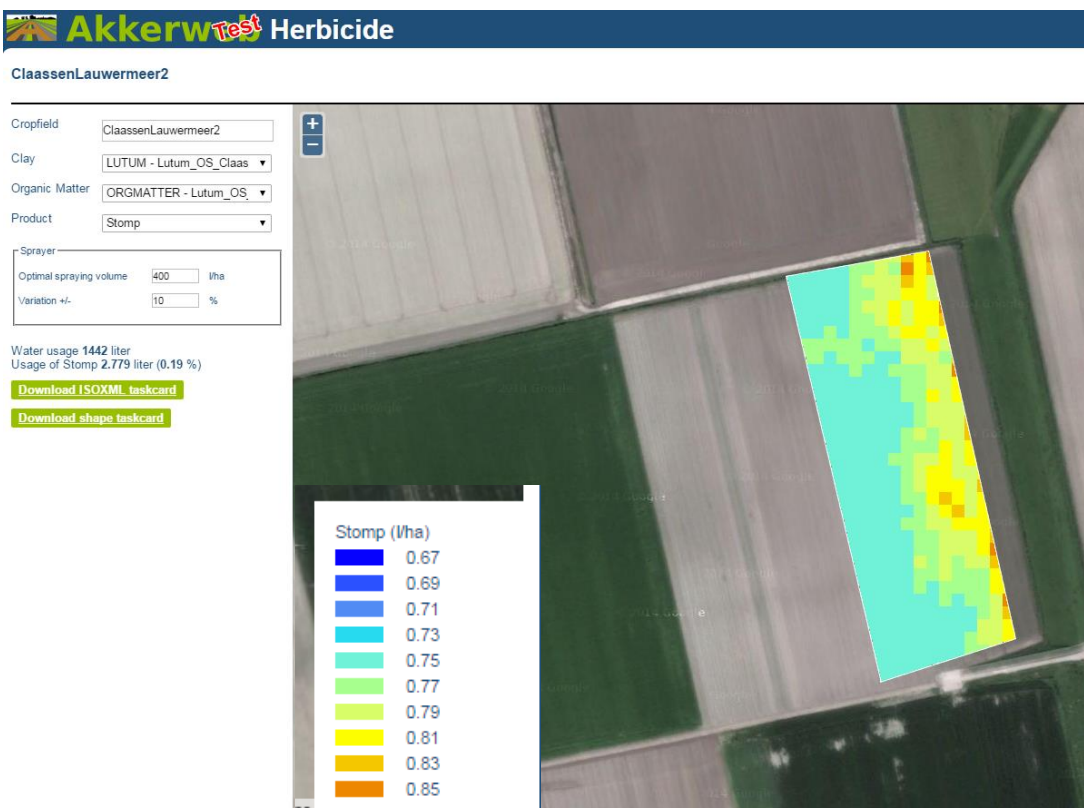 Akkerweb Test Herbicide
ClaassenLauwermeer2
Cropfield ClaassenLauwermeer2
Clay LUTUM - Lutum_OS_Claas
Organic Matter ORGMATTER - Lutum_OS_
Product Stomp
Sprayer
Optimal spraying volume 400 l/ha
Variation +/- 10 %
Water usage 1442 liter
Usage of Stomp 2.779 liter (0.19 %)
Download ISOXML taskcard
Download shape taskcard
+
−
Stomp (l/ha)
0.67
0.69
0.71
0.73
0.75
0.77
0.79
0.81
0.83
0.85